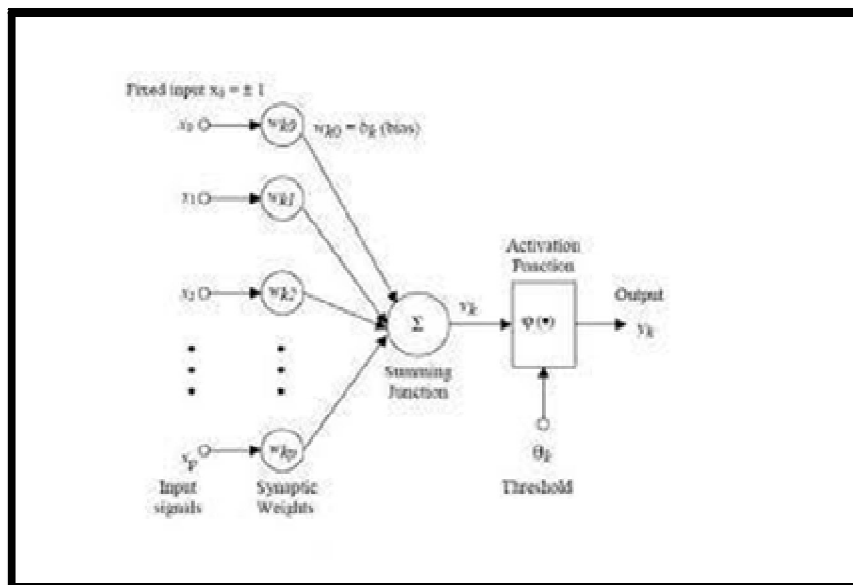 Fixed input x0 = ± 1
x0
wk0
wk0 = bk (bias)
x1
wk1
x2
wk2
Σ
Summing
Junction
vk
Activation
Function
φ(•)
Output
yk
θk
Threshold
xp
wkp
Input
signals
Synaptic
Weights